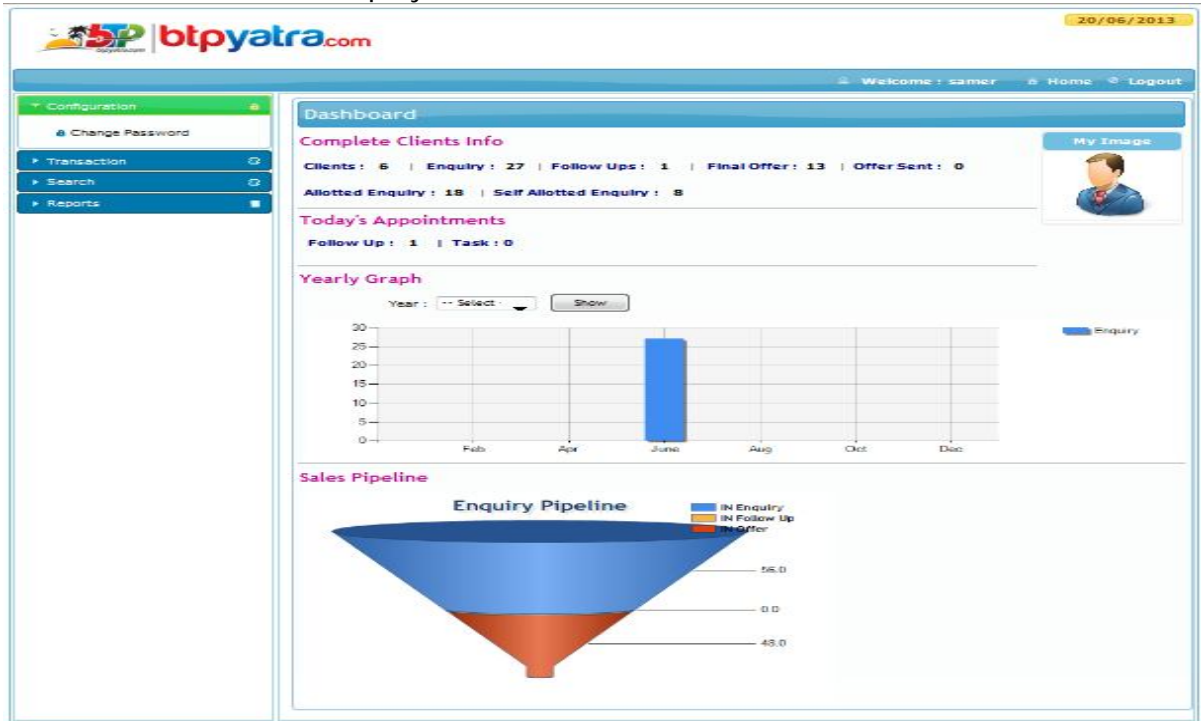 20/06/2013
btp btpyatra.com
Welcome : samer Home Logout
Configuration
Change Password
Transaction
Search
Reports
Dashboard
Complete Clients Info
My Image
Clients : 6 | Enquiry : 27 | Follow Ups : 1 | Final Offer : 13 | Offer Sent : 0
Allotted Enquiry : 18 | Self Allotted Enquiry : 8
Today's Appointments
Follow Up : 1 | Task : 0
Yearly Graph
Year : -- Select - Show
30
25
20
15
10
5
0
Feb Apr June Aug Oct Dec
Enquiry
Sales Pipeline
Enquiry Pipeline
IN Enquiry
IN Follow Up
IN Offer
0.0
48.0